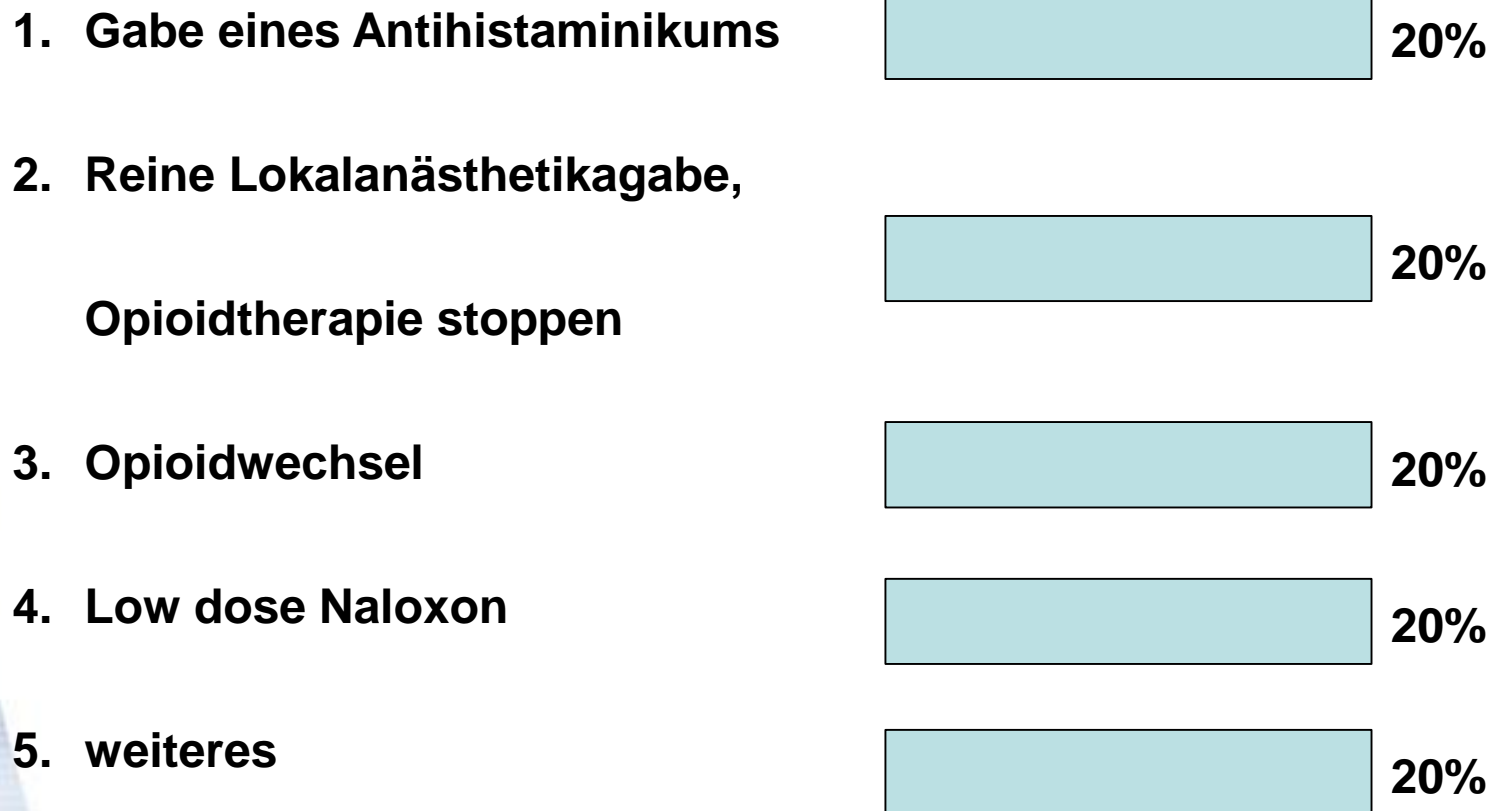 1. Gabe eines Antihistaminikums 20%
2. Reine Lokalanästhetikagabe,
20%
Opioidtherapie stoppen
3. Opioidwechsel 20%
4. Low dose Naloxon 20%
5. weiteres 20%